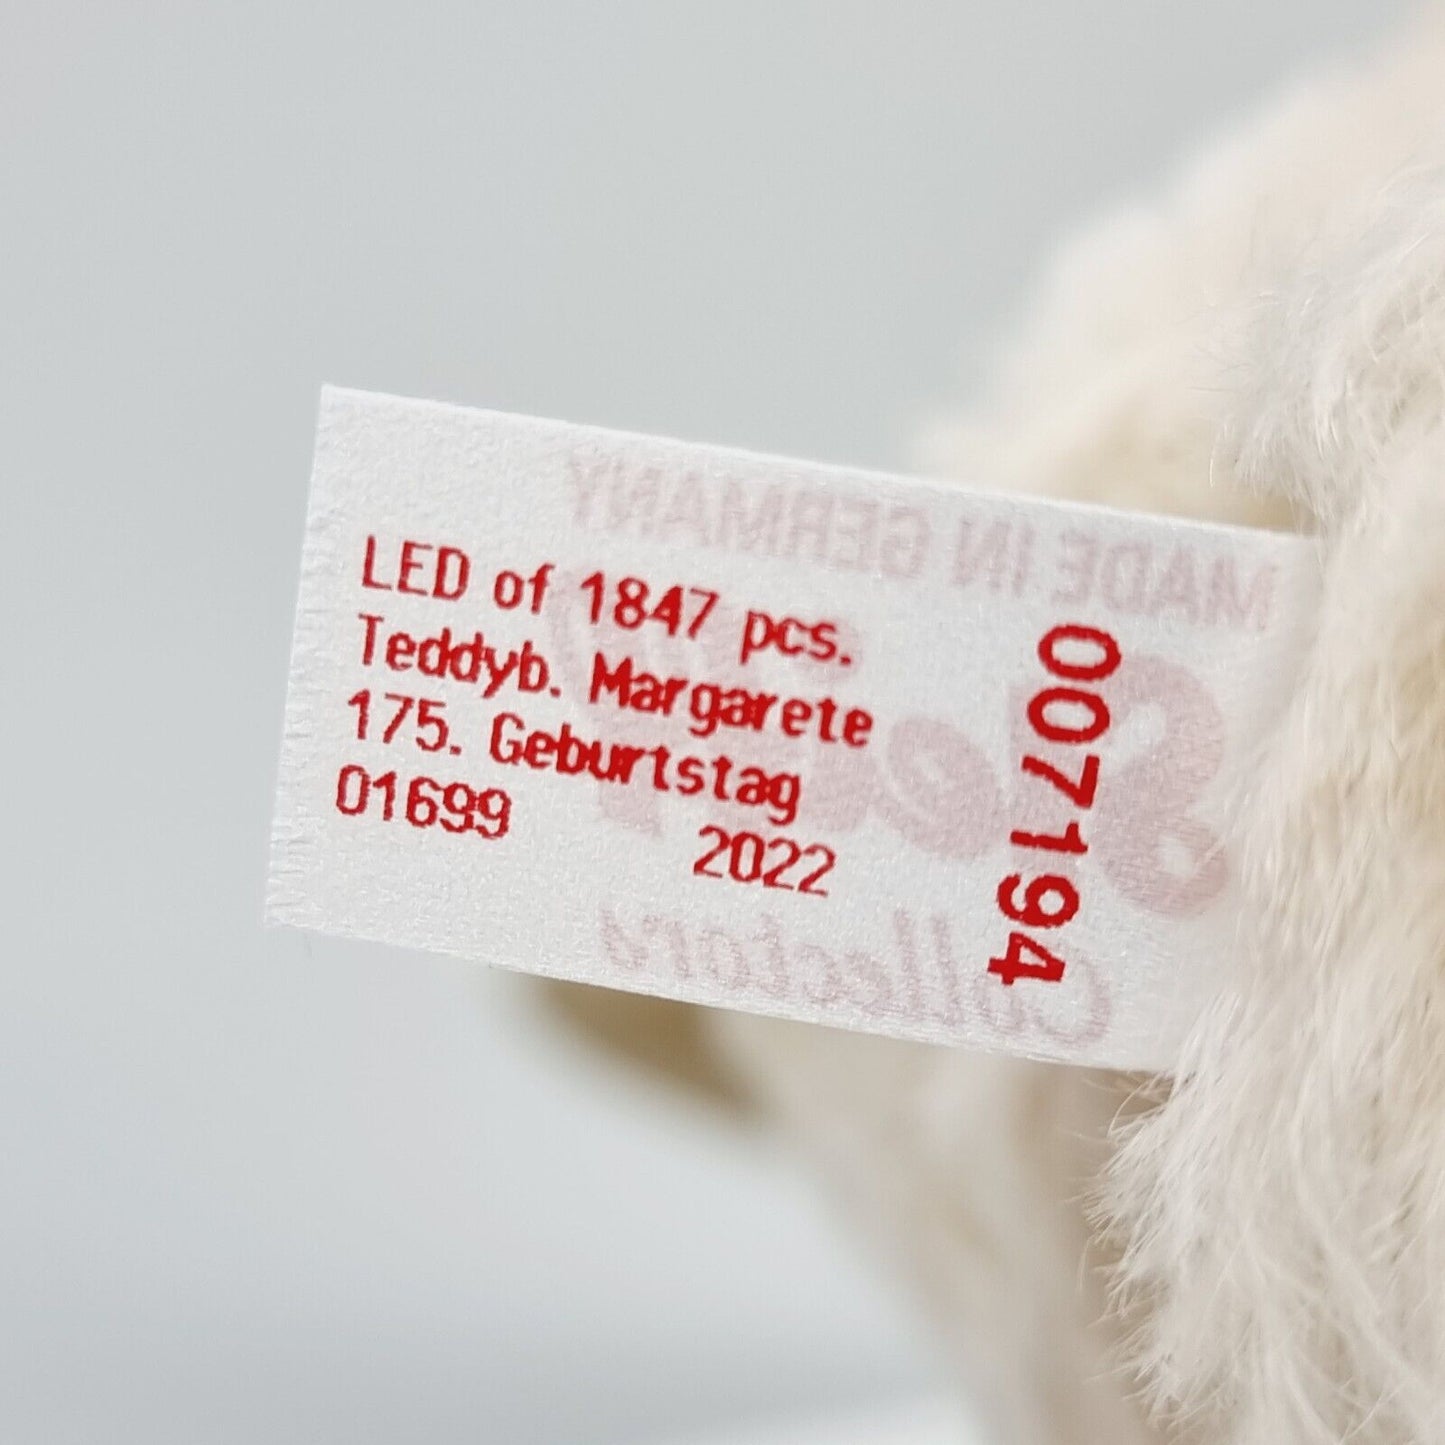 MADE IN GERMANY
LED of 1847 pcs.
Teddyb. Margarete
175. Geburtstag
01699 2022
007194
Collectors